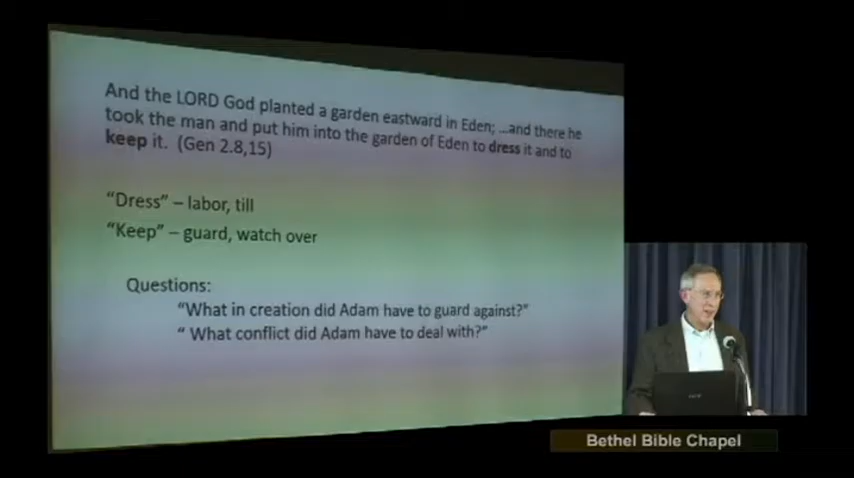 And the LORD God planted a garden eastward in Eden; ...and there he
took the man and put him into the garden of Eden to dress it and to
keep it. (Gen 2.8,15)
“Dress” – labor, till
“Keep” – guard, watch over
Questions:
“What in creation did Adam have to guard against?”
“ What conflict did Adam have to deal with?”
Bethel Bible Chapel